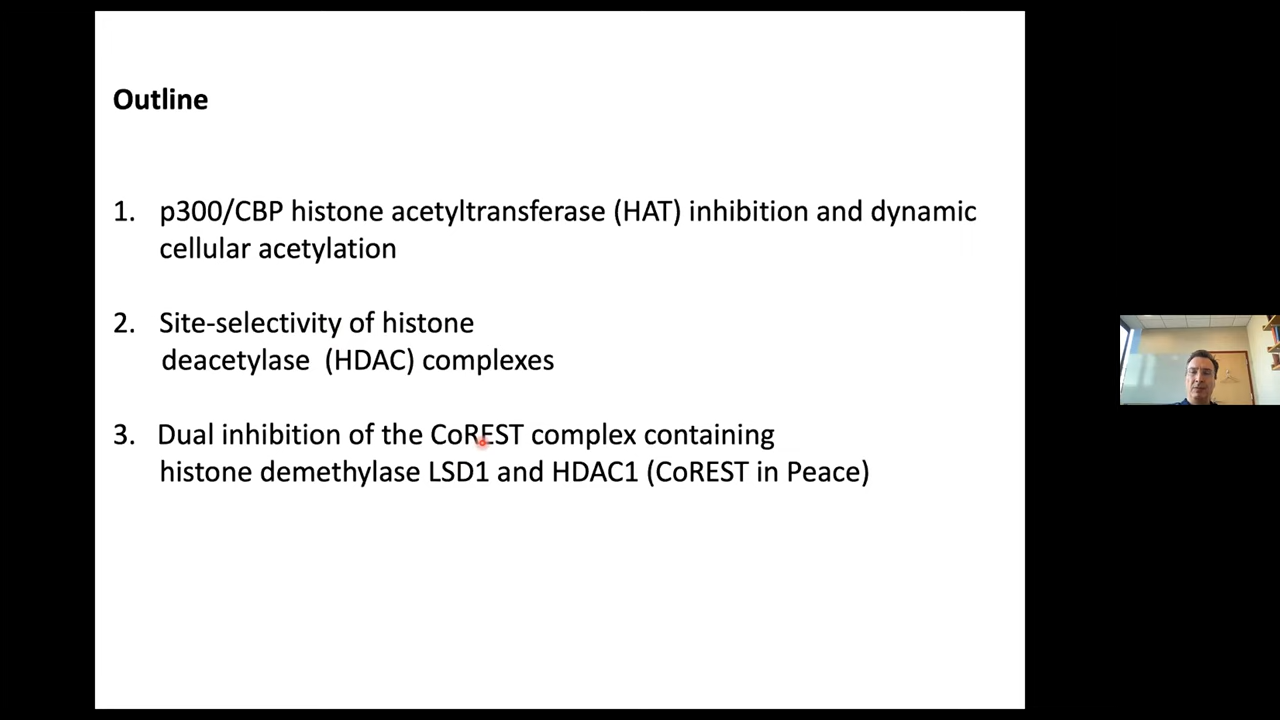 Outline
1. p300/CBP histone acetyltransferase (HAT) inhibition and dynamic
cellular acetylation
2. Site-selectivity of histone
deacetylase (HDAC) complexes
3. Dual inhibition of the CoREST complex containing
histone demethylase LSD1 and HDAC1 (CoREST in Peace)